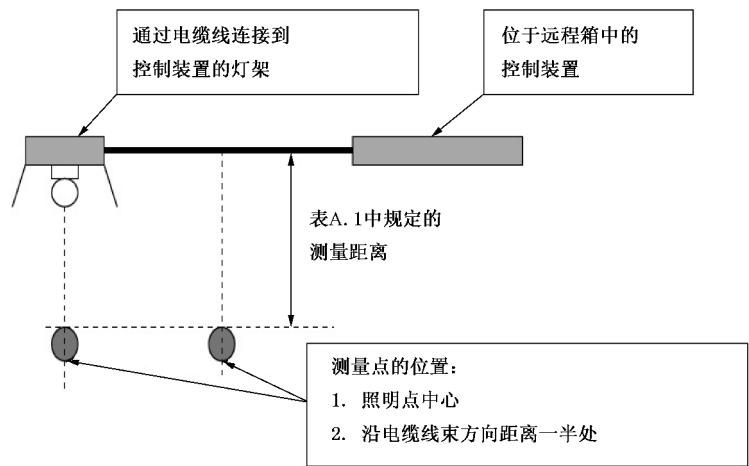 通过电缆线连接到
控制装置的灯架
位于远程箱中的
控制装置
表A.1中规定的
测量距离
测量点的位置：
1. 照明点中心
2. 沿电缆线束方向距离一半处